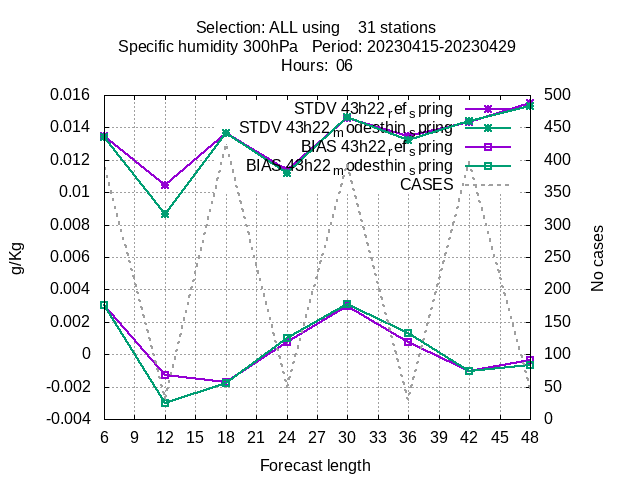 Selection: ALL using    31 stations
Specific humidity 300hPa   Period: 20230415-20230429
Hours:  06
0.016
0.014
0.012
0.01
0.008
0.006
0.004
0.002
0
-0.002
-0.004
g/Kg
STDV 43h22_ref_spring
STDV 43h22_modesthin_spring
BIAS 43h22_ref_spring
BIAS 43h22_modesthin_spring
CASES
500
450
400
350
300
250
200
150
100
50
0
No cases
6 9 12 15 18 21 24 27 30 33 36 39 42 45 48
Forecast length